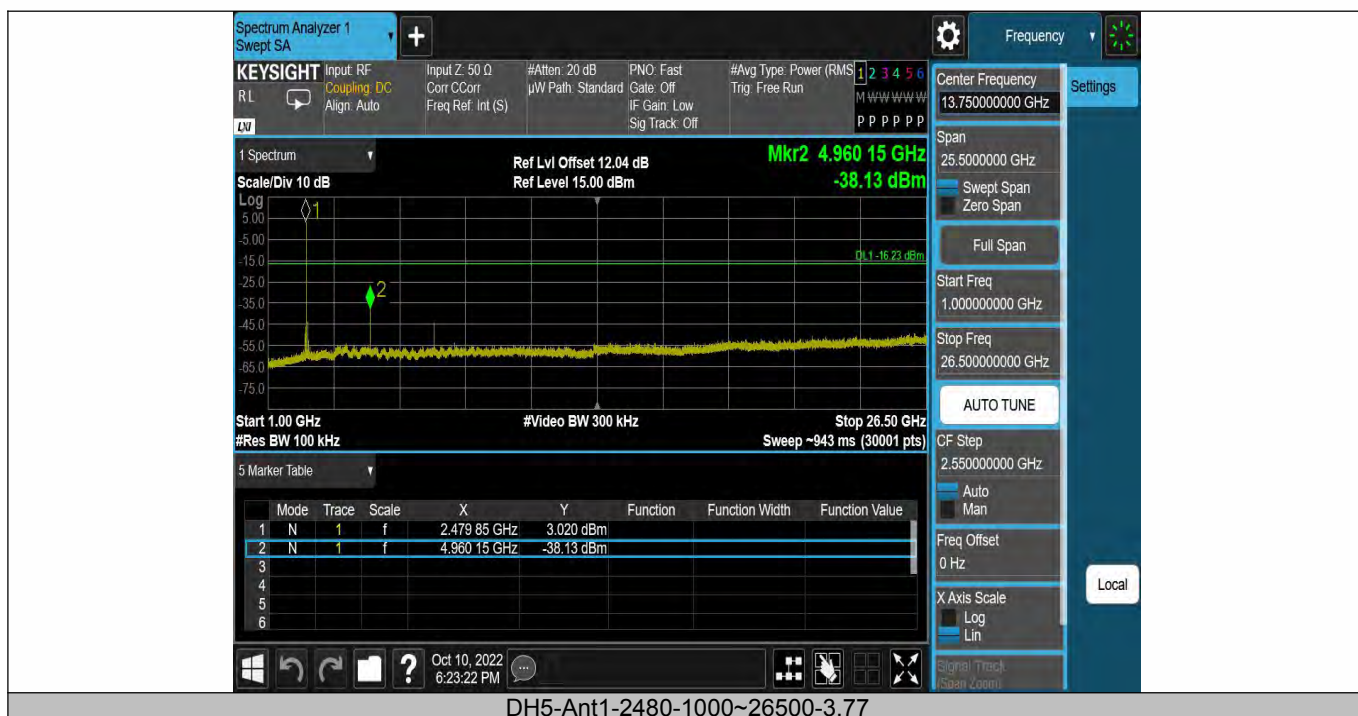 Spectrum Analyzer 1
Swept SA
Frequency
KEYSIGHT
Input: RF
Input Z: 50 Ω
#Atten: 20 dB
PNO: Fast
#Avg Type: Power (RMS
1 2 3 4 5 6
R L
Coupling: DC
Corr CCorr
µW Path: Standard
Gate: Off
Trig: Free Run
Align: Auto
Freq Ref: Int (S)
IF Gain: Low
M W W W W W
LXI
Sig Track: Off
P P P P P P
Center Frequency
13.750000000 GHz
Settings
1 Spectrum
Ref Lvl Offset 12.04 dB
Mkr2 4.960 15 GHz
Scale/Div 10 dB
Ref Level 15.00 dBm
-38.13 dBm
Log
5.00
-5.00
-15.0
-25.0
-35.0
-45.0
-55.0
-65.0
-75.0
1
2
DL1 -16.23 dBm
Start 1.00 GHz
#Video BW 300 kHz
Stop 26.50 GHz
#Res BW 100 kHz
Sweep ~943 ms (30001 pts)
Span
25.5000000 GHz
Swept Span
Zero Span
Full Span
Start Freq
1.000000000 GHz
Stop Freq
26.500000000 GHz
AUTO TUNE
CF Step
2.550000000 GHz
Auto
Man
Freq Offset
0 Hz
X Axis Scale
Log
Lin
Signal Track
(Span Zoom)
Local
5 Marker Table
Mode Trace Scale X Y Function Function Width Function Value
1 N 1 f 2.479 85 GHz 3.020 dBm
2 N 1 f 4.960 15 GHz -38.13 dBm
3
4
5
6
?
Oct 10, 2022
6:23:22 PM
DH5-Ant1-2480-1000~26500-3.77